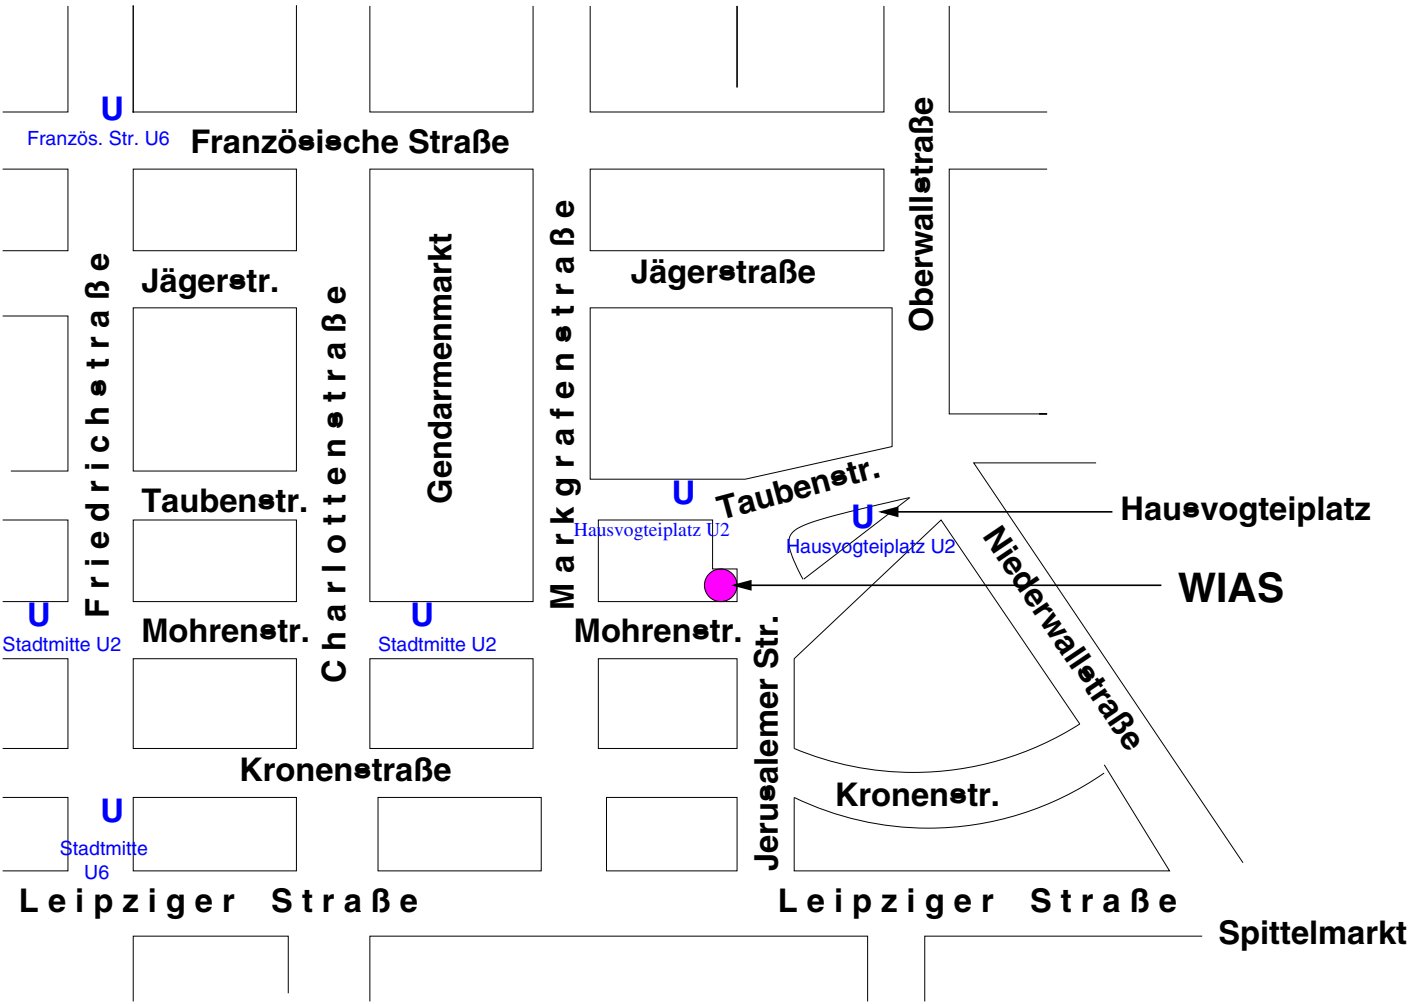 U
Französ. Str. U6
Französische Straße
Oberwallstraße
Jägerstr.
Jägerstraße
Friedrichstraße
Charlottenstraße
Gendarmenmarkt
Markgrafenstraße
Taubenstr.
U
Taubenstr.
Hausvogteiplatz U2
U
Hausvogteiplatz U2
Hausvogteiplatz
Niederwallstraße
WIAS
U
Stadtmitte U2
Mohrenstr.
U
Stadtmitte U2
Mohrenstr.
Jerusalemer Str.
Kronenstraße
Kronenstr.
U
Stadtmitte
U6
Leipziger Straße
Leipziger Straße
Spittelmarkt